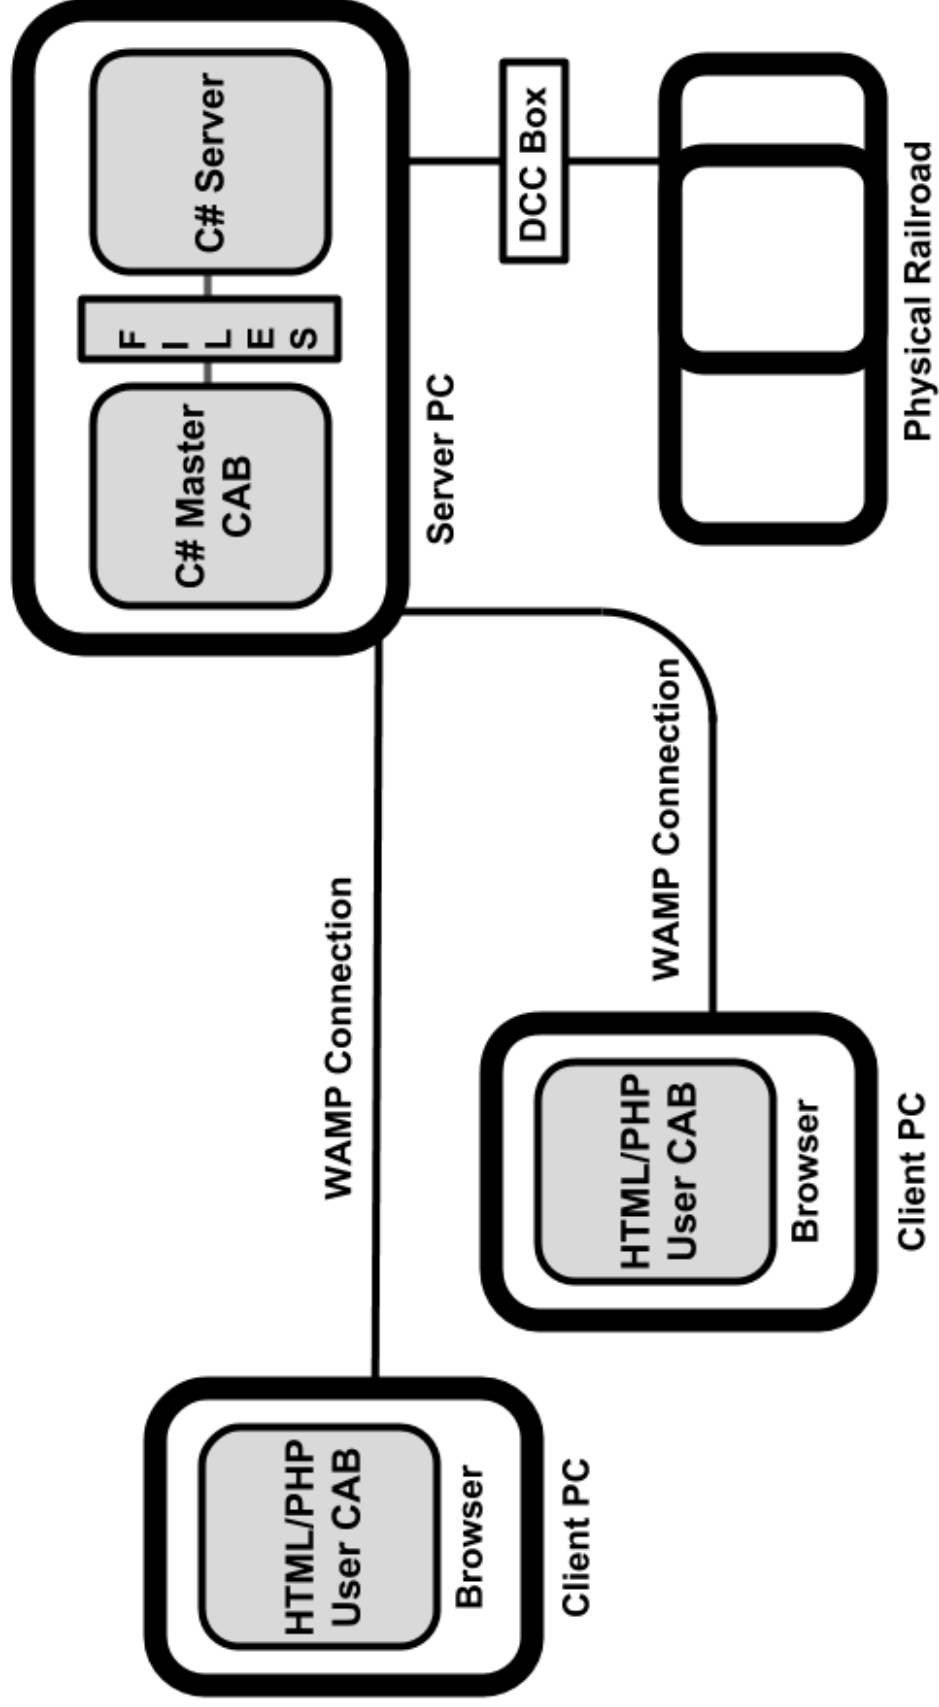 HTML/PHP
User CAB
Browser
Client PC
WAMP Connection
HTML/PHP
User CAB
Browser
Client PC
WAMP Connection
C# Master
CAB
F
I
L
E
S
C# Server
Server PC
DCC Box
Physical Railroad